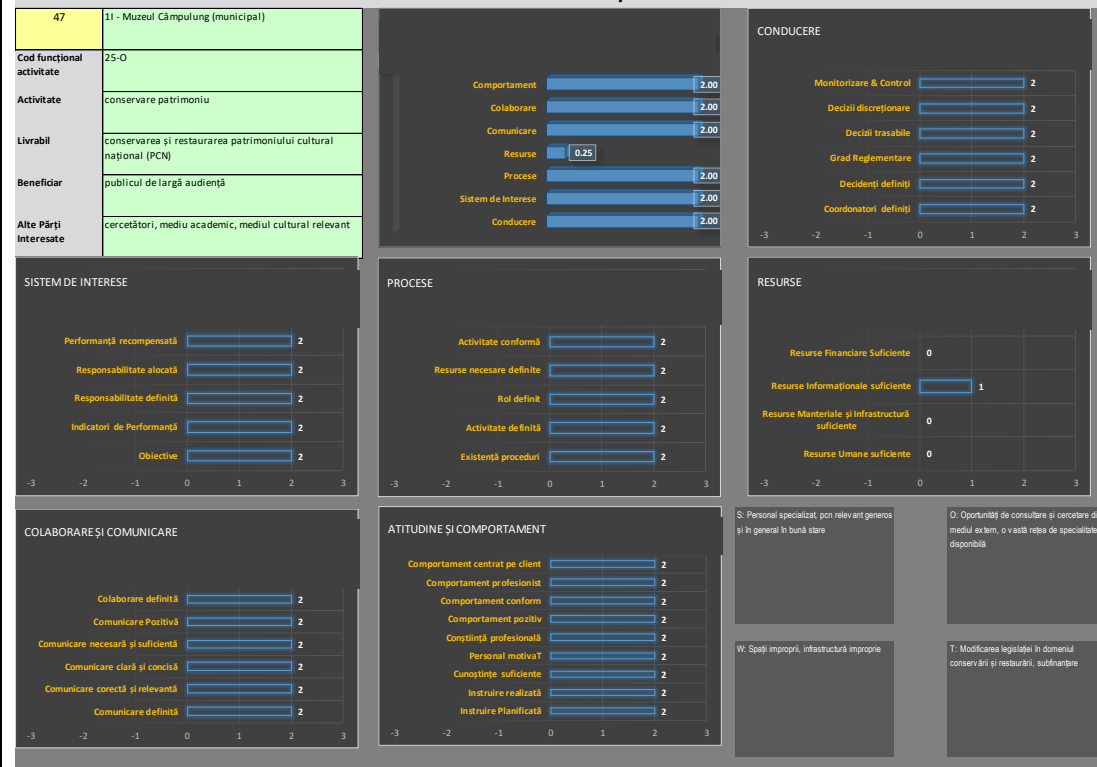 47
1I - Muzeul Câmpulung (municipal)
Cod funcțional
activitate
25-O
Activitate
conservare patrimoniu
Livrabil
conservarea și restaurarea patrimoniului cultural
național (PCN)
Beneficiar
publicul de largă audiență
Alte Părți
Interesate
cercetători, mediu academic, mediul cultural relevant
Comportament 2.00
Colaborare 2.00
Comunicare 2.00
Resurse 0.25
Procese 2.00
Sistem de Interese 2.00
Conducere 2.00
CONDUCERE
Monitorizare & Control 2
Decizii discreționare 2
Decizii trasabile 2
Grad Reglementare 2
Decidenți definiți 2
Coordonatori definiți 2
-3 -2 -1 0 1 2 3
SISTEM DE INTERESE
Performanță recompensată 2
Responsabilitate alocată 2
Responsabilitate definită 2
Indicatori de Performanță 2
Obiective 2
-3 -2 -1 0 1 2 3
PROCESE
Activitate conformă 2
Resurse necesare definite 2
Rol definit 2
Activitate definită 2
Existență proceduri 2
-3 -2 -1 0 1 2 3
RESURSE
Resurse Financiare Suficiente 0
Resurse Informaționale suficiente 1
Resurse Manteriale și Infrastructură
suficiente 0
Resurse Umane suficiente 0
-3 -2 -1 0 1 2 3
COLABORARE ȘI COMUNICARE
Colaborare definită 2
Comunicare Pozitivă 2
Comunicare necesară și suficientă 2
Comunicare clară și concisă 2
Comunicare corectă și relevantă 2
Comunicare definită 2
-3 -2 -1 0 1 2 3
ATITUDINE ȘI COMPORTAMENT
Comportament centrat pe client 2
Comportament profesionist 2
Comportament conform 2
Comportament pozitiv 2
Conștiință profesională 2
Personal motivaT 2
Cunoștințe suficiente 2
Instruire realizată 2
Instruire Planificată 2
-3 -2 -1 0 1 2 3
S: Personal specializat, pcn relevant generos
și în general în bună stare
O: Oportunități de consultare și cercetare di
mediul extern, o vastă rețea de specialitate
disponibilă
W: Spații improprii, infrastructură improprie
T: Modificarea legislației în domeniul
conservării și restaurării, subfinanțare